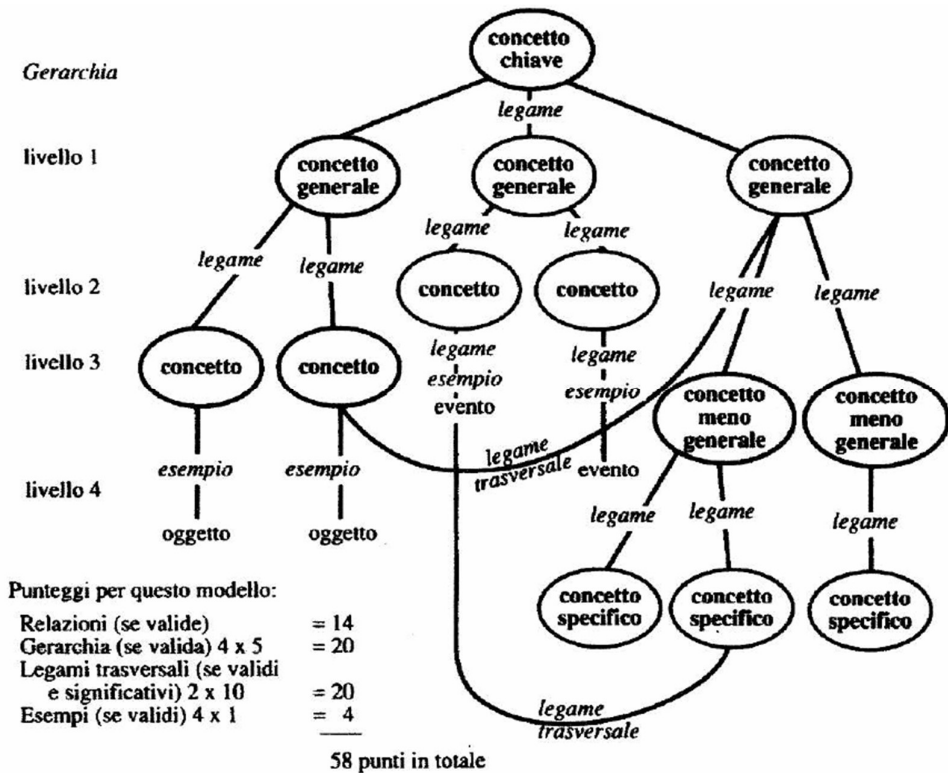 concetto
chiave
Gerarchia
legame
livello 1
concetto
generale
concetto
generale
concetto
generale
legame
legame
legame
legame
livello 2
concetto
concetto
legame
legame
livello 3
concetto
concetto
legame
esempio
evento
legame
esempio
concetto
meno
generale
concetto
meno
generale
legame
trasversale
evento
esempio
esempio
livello 4
oggetto
oggetto
legame
legame
legame
concetto
specifico
concetto
specifico
concetto
specifico
Punteggi per questo modello:
Relazioni (se valide) = 14
Gerarchia (se valida) 4 x 5 = 20
Legami trasversali (se validi
e significativi) 2 x 10 = 20
Esempi (se validi) 4 x 1 = 4
58 punti in totale
legame
trasversale